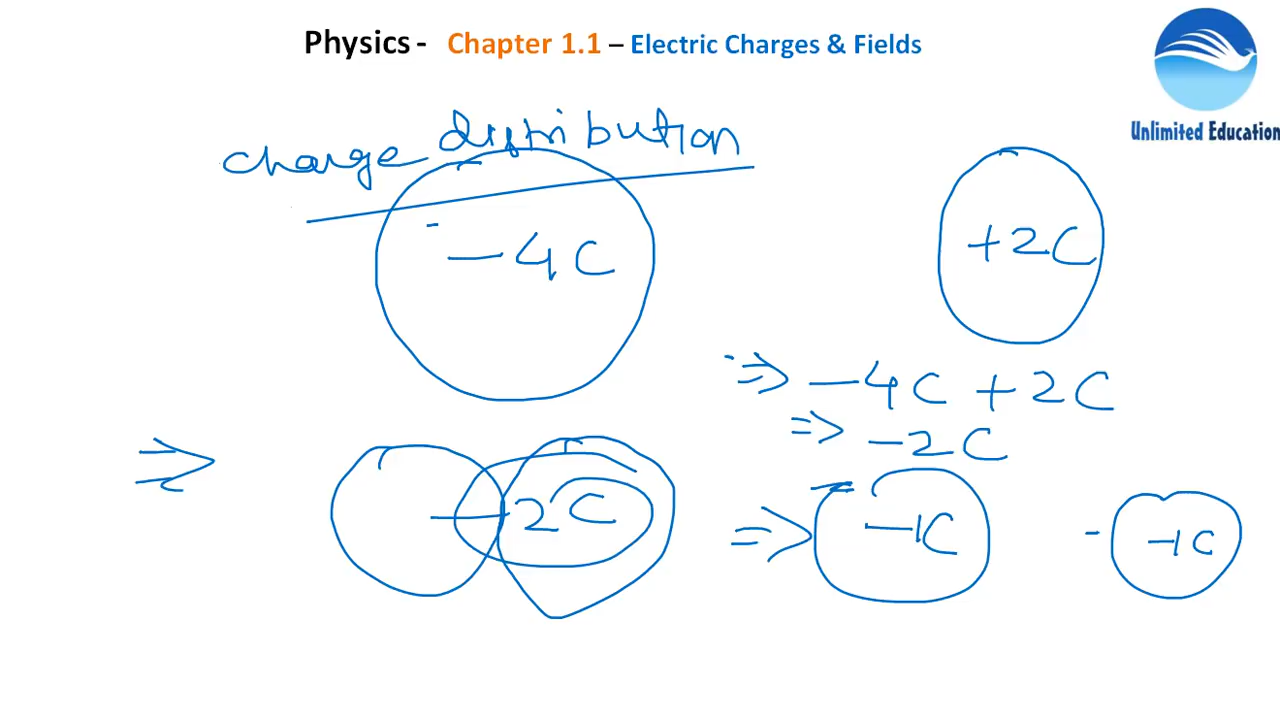 Physics - Chapter 1.1 – Electric Charges & Fields
Unlimited Education
charge distribution
- 4C
+2C
⇒ -4C +2C
⇒ -2C
⇒ -2C
⇒ -1C
-1C